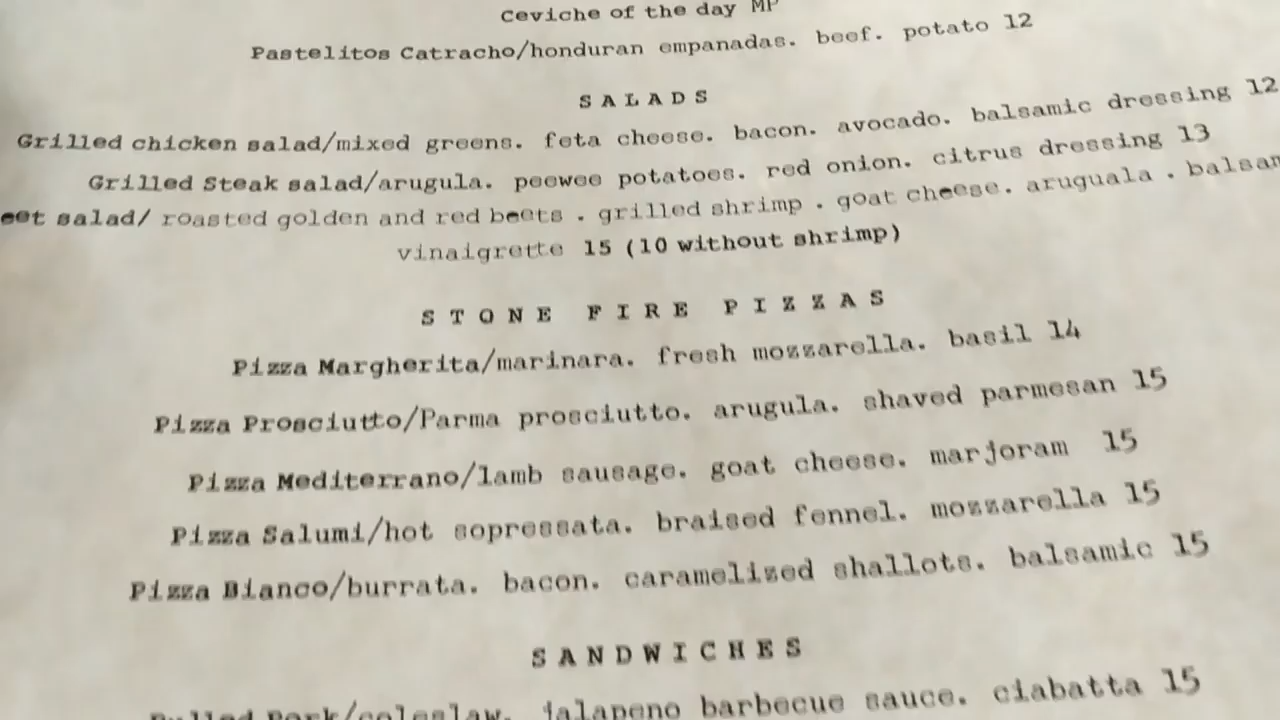 Ceviche of the day MP
Pastelitos Catracho/honduran empanadas. beef. potato 12
SALADS
Grilled chicken salad/mixed greens. feta cheese. bacon. avocado. balsamic dressing 12
Grilled Steak salad/arugula. peewee potatoes. red onion. citrus dressing 13
eet salad/ roasted golden and red beets . grilled shrimp . goat cheese. aruguala . balsam
vinaigrette 15 (10 without shrimp)
STONE FIRE PIZZAS
Pizza Margherita/marinara. fresh mozzarella. basil 14
Pizza Prosciutto/Parma prosciutto. arugula. shaved parmesan 15
Pizza Mediterrano/lamb sausage. goat cheese. marjoram 15
Pizza Salumi/hot sopressata. braised fennel. mozzarella 15
Pizza Bianco/burrata. bacon. caramelized shallots. balsamic 15
SANDWICHES
Pulled Pork/coleslaw. jalapeno barbecue sauce. ciabatta 15